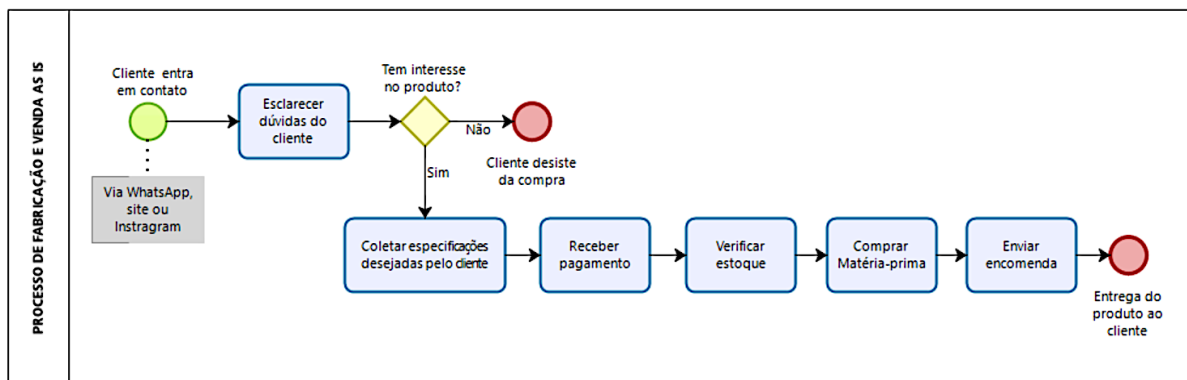 PROCESSO DE FABRICAÇÃO E VENDA AS IS
Cliente entra
em contato
Via WhatsApp,
site ou
Instragram
Esclarecer
dúvidas do
cliente
Tem interesse
no produto?
Não
Cliente desiste
da compra
Sim
Coletar especificações
desejadas pelo cliente
Receber
pagamento
Verificar
estoque
Comprar
Matéria-prima
Enviar
encomenda
Entrega do
produto ao
cliente